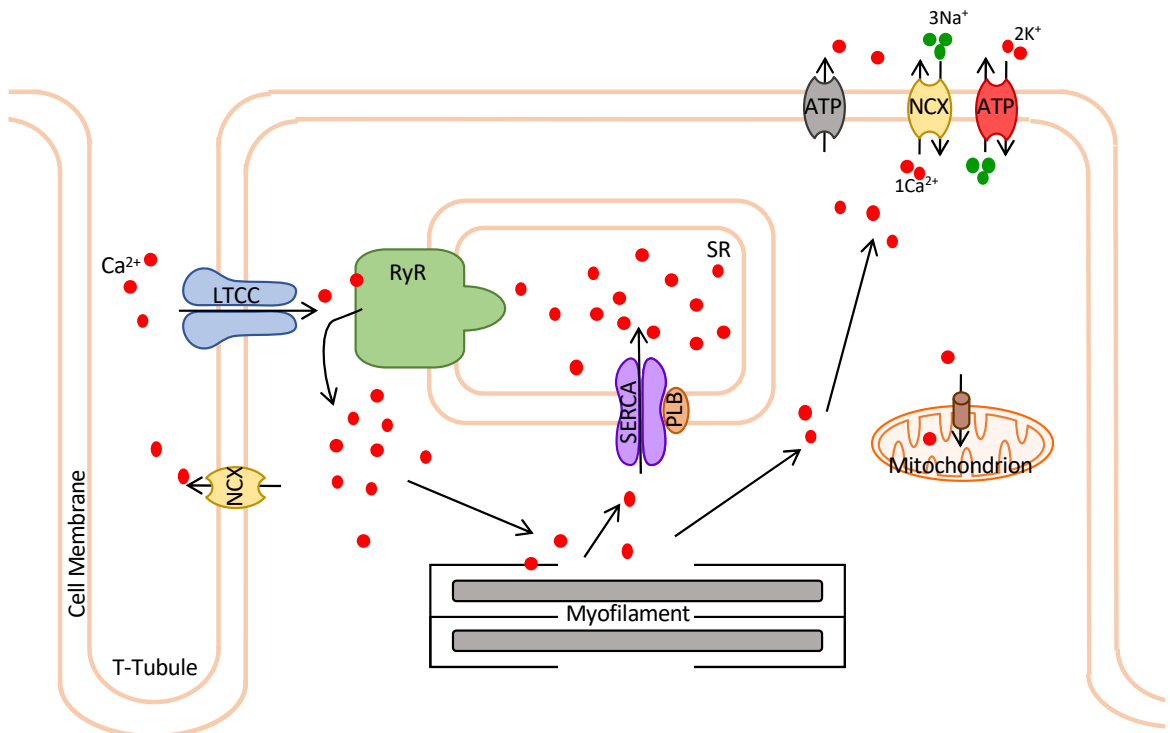 3Na⁺
2K⁺
ATP
NCX
ATP
1Ca²⁺
Ca²⁺
LTCC
RyR
SR
SERCA
PLB
NCX
Mitochondrion
Cell Membrane
Myofilament
T-Tubule